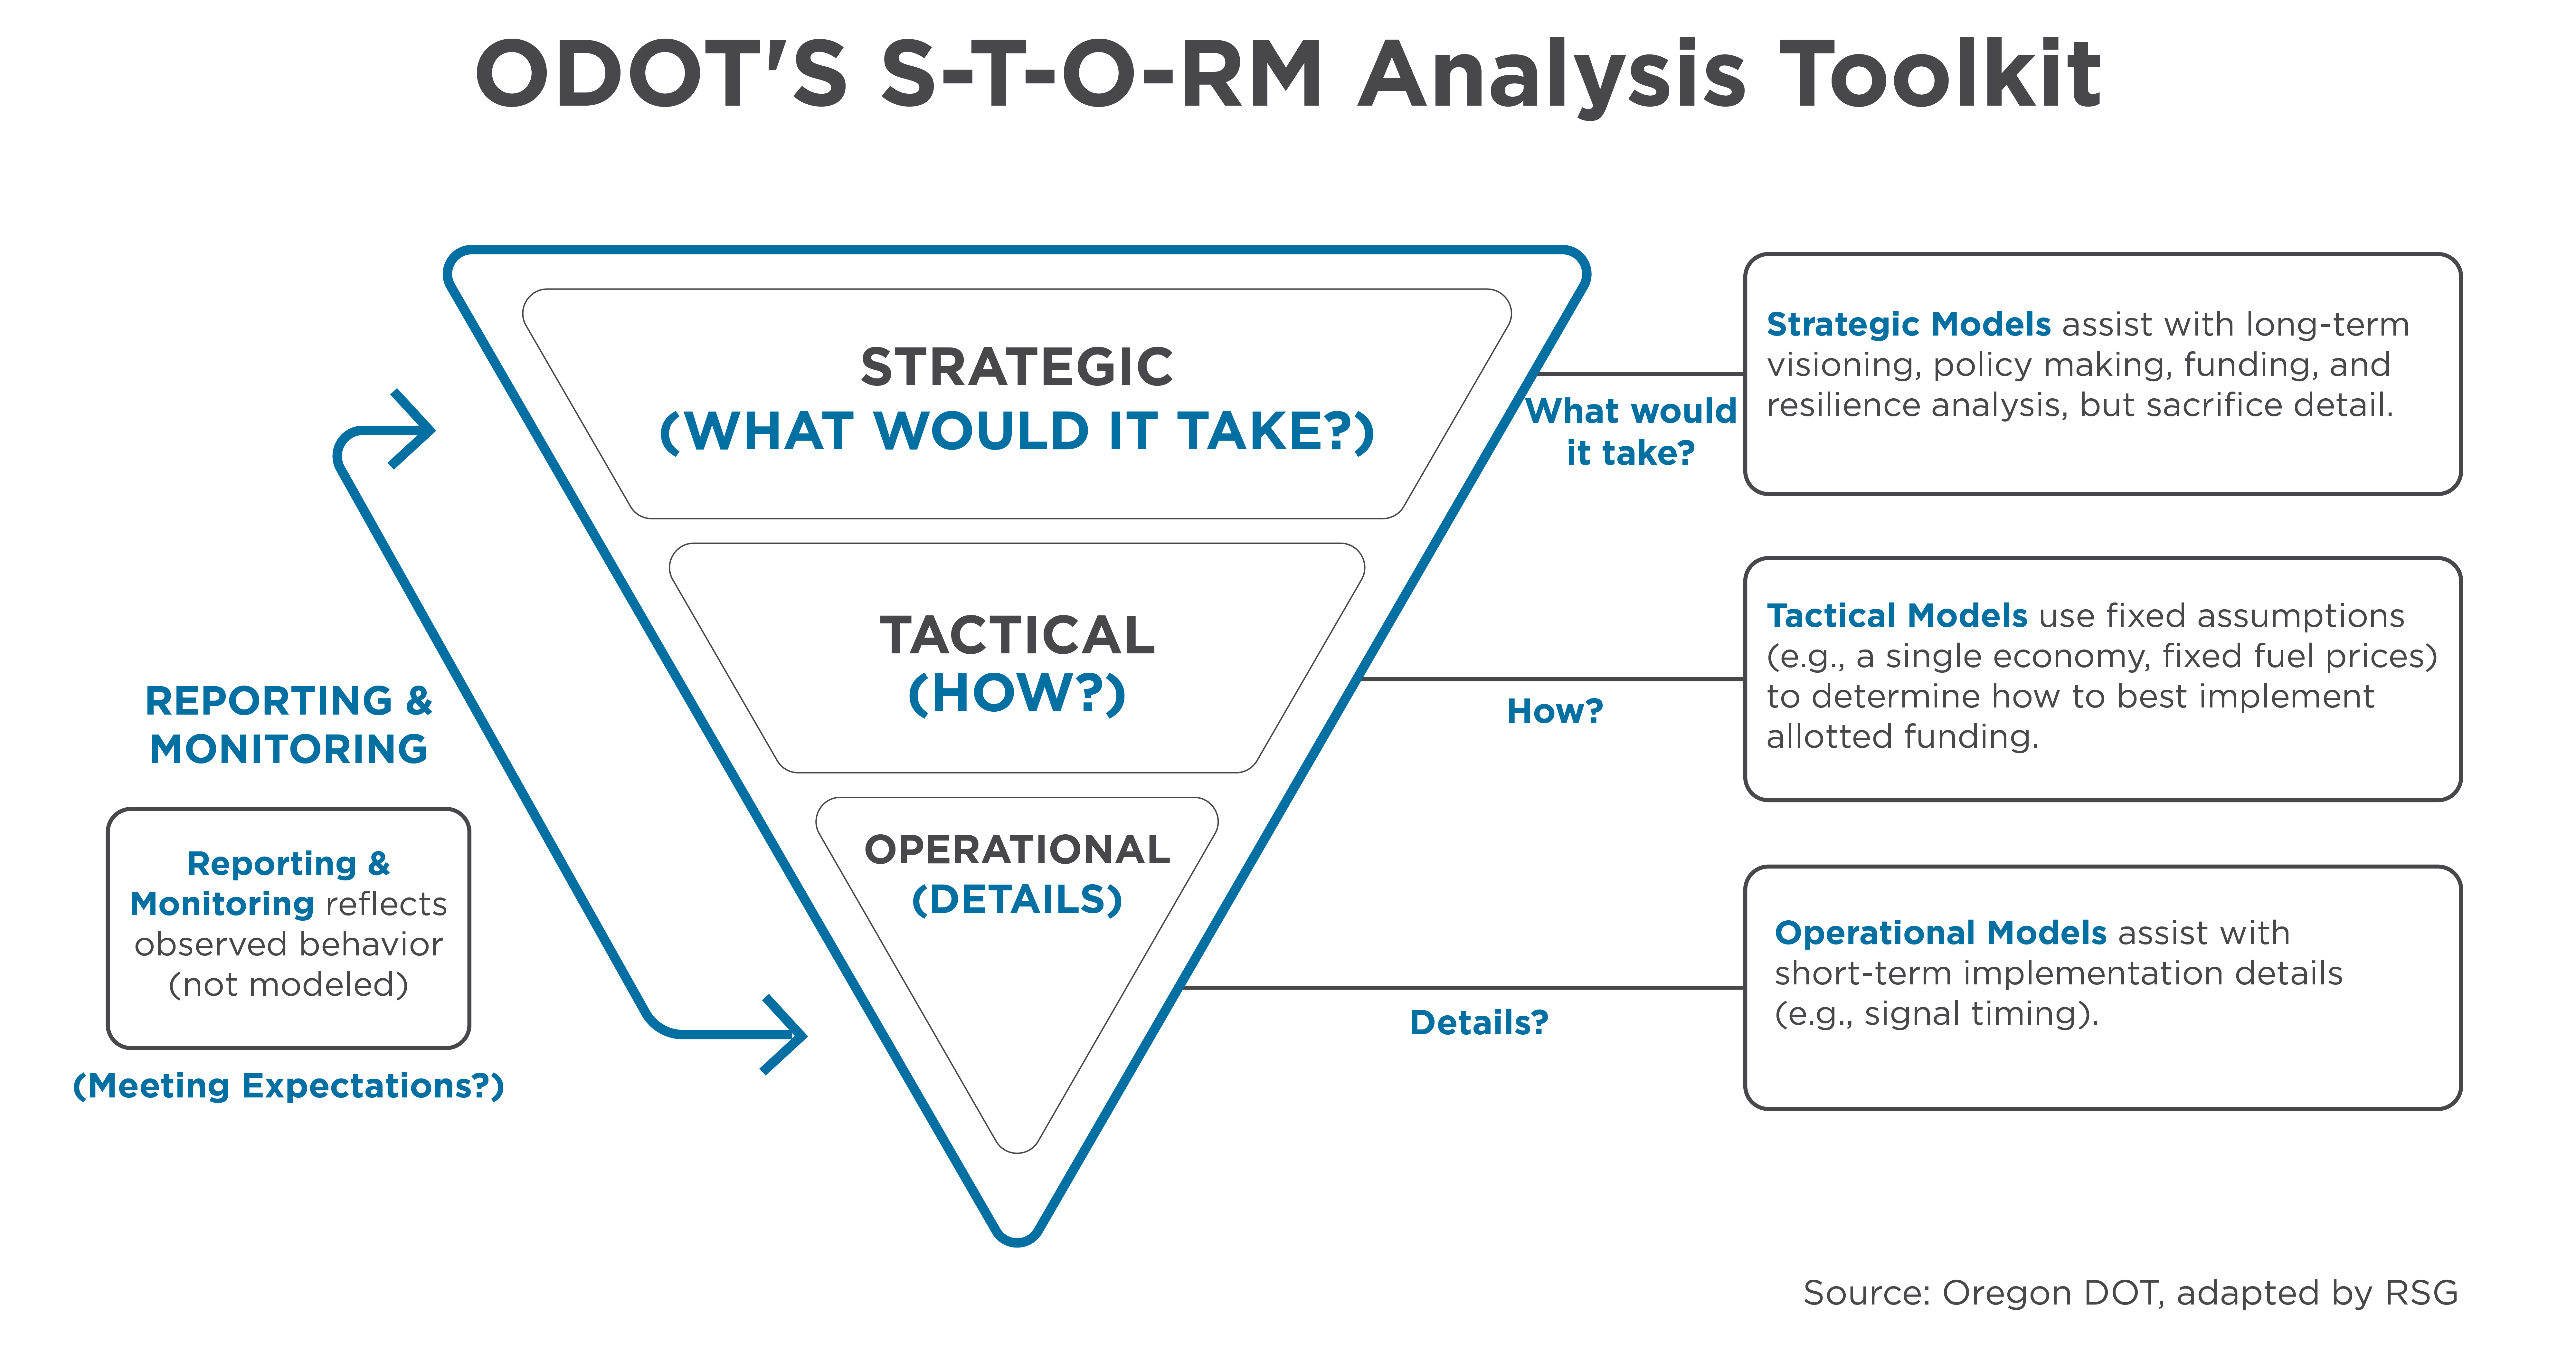 ODOT'S S-T-O-RM Analysis Toolkit
STRATEGIC
(WHAT WOULD IT TAKE?)
TACTICAL
(HOW?)
OPERATIONAL
(DETAILS)
What would
it take?
Strategic Models assist with long-term
visioning, policy making, funding, and
resilience analysis, but sacrifice detail.
How?
Tactical Models use fixed assumptions
(e.g., a single economy, fixed fuel prices)
to determine how to best implement
allotted funding.
Details?
Operational Models assist with
short-term implementation details
(e.g., signal timing).
REPORTING &
MONITORING
Reporting &
Monitoring reflects
observed behavior
(not modeled)
(Meeting Expectations?)
Source: Oregon DOT, adapted by RSG